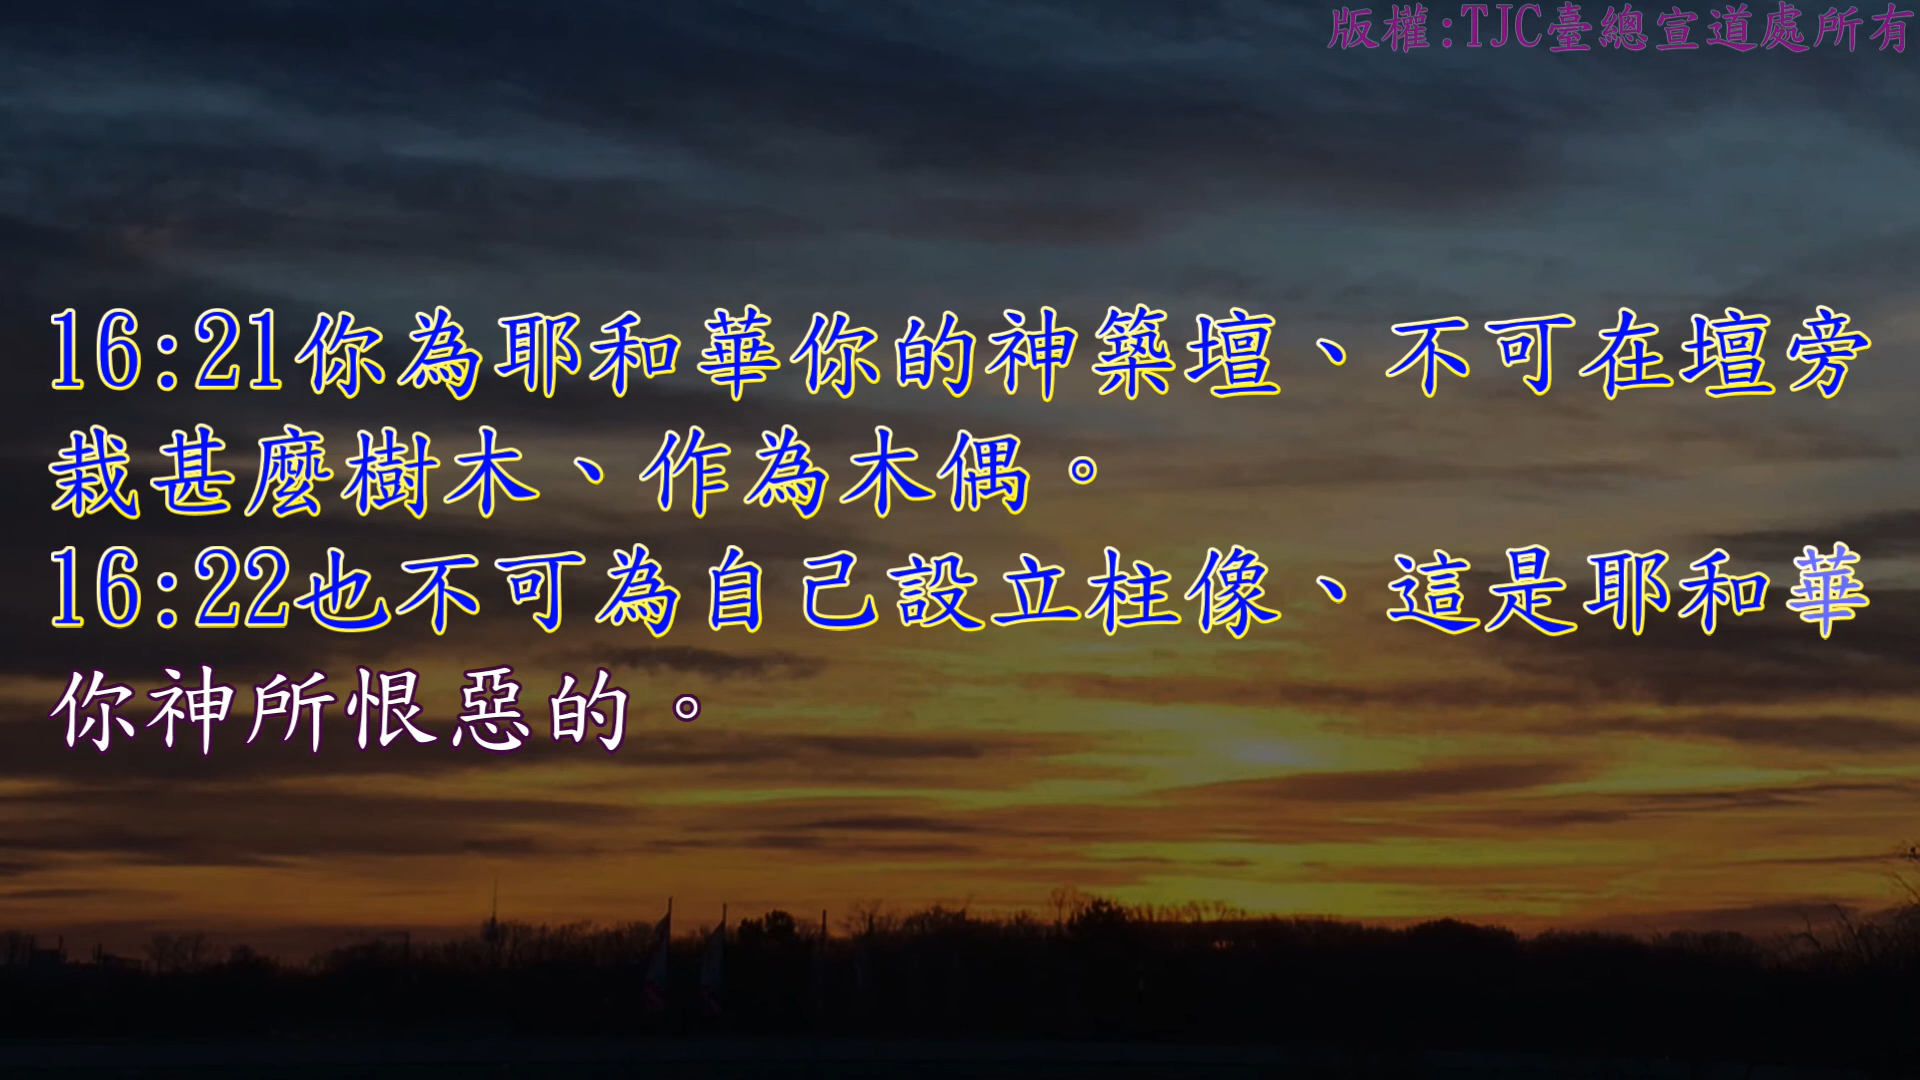 版權:TJC臺總宣道處所有
16:21你為耶和華你的神築壇、不可在壇旁
栽甚麼樹木、作為木偶。
16:22也不可為自己設立柱像、這是耶和華
你神所恨惡的。